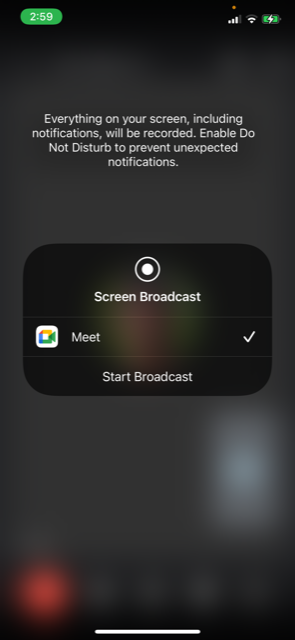 2:59
Everything on your screen, including
notifications, will be recorded. Enable Do
Not Disturb to prevent unexpected
notifications.
Screen Broadcast
Meet
Start Broadcast